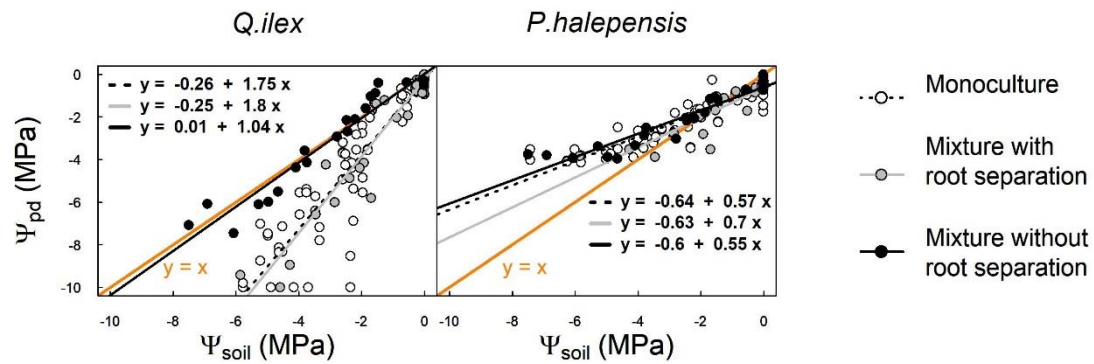 Q.ilex
P.halepensis
Ψpd (MPa)
0
-2
-4
-6
-8
-10
y = -0.26 + 1.75 x
y = -0.25 + 1.8 x
y = 0.01 + 1.04 x
y = x
-10 -8 -6 -4 -2 0
Ψsoil (MPa)
y = -0.64 + 0.57 x
y = -0.63 + 0.7 x
y = -0.6 + 0.55 x
y = x
-10 -8 -6 -4 -2 0
Ψsoil (MPa)
Monoculture
Mixture with
root separation
Mixture without
root separation